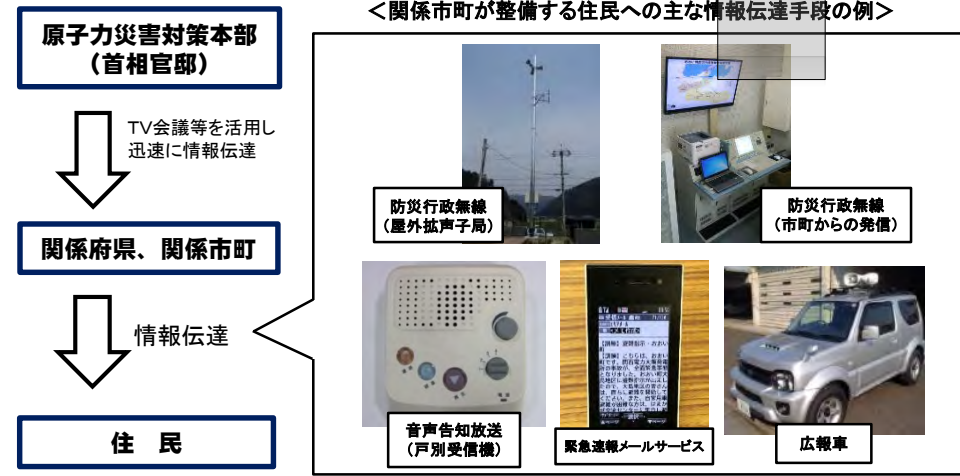 ＜関係市町が整備する住民への主な情報伝達手段の例＞
原子力災害対策本部
（首相官邸）
TV会議等を活用し
迅速に情報伝達
関係府県、関係市町
情報伝達
住　民
防災行政無線
（屋外拡声子局）
防災行政無線
（市町からの発信）
音声告知放送
（戸別受信機）
緊急速報メールサービス
広報車